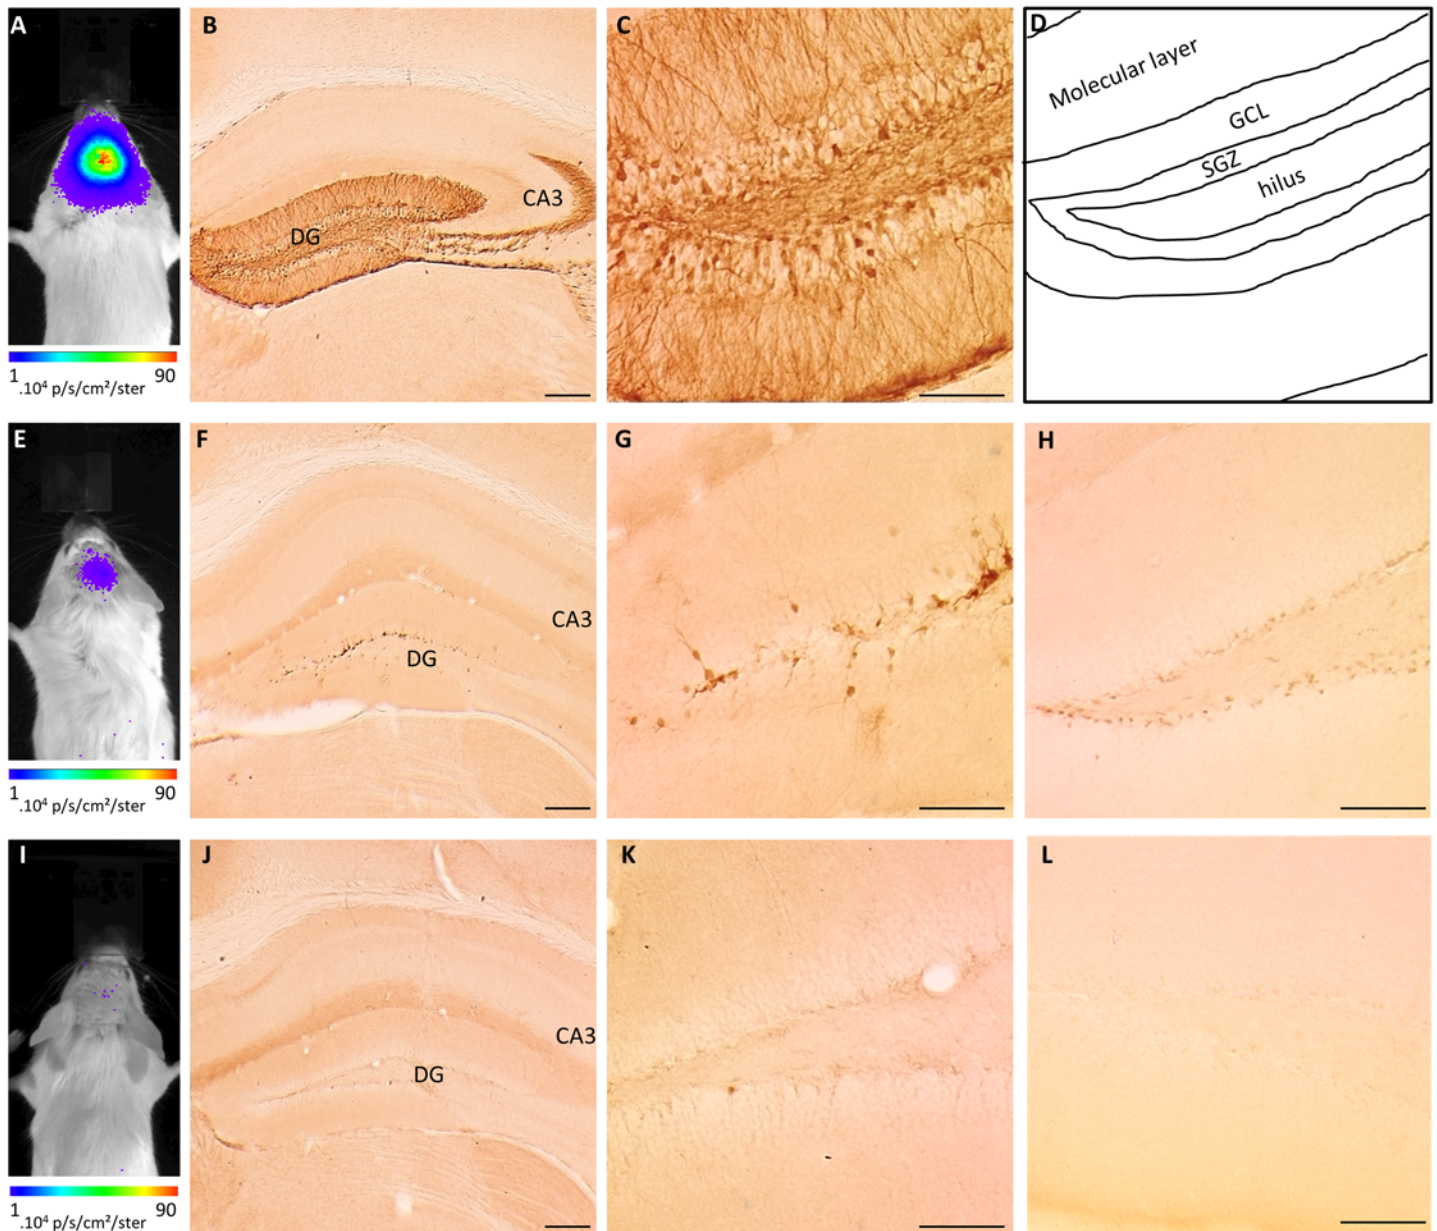 A
B
C
D
Molecular layer
GCL
SGZ
hilus
CA3
DG
1
90
.10⁴ p/s/cm²/ster
E
F
G
H
CA3
DG
1
90
.10⁴ p/s/cm²/ster
I
J
K
L
CA3
DG
1
90
.10⁴ p/s/cm²/ster